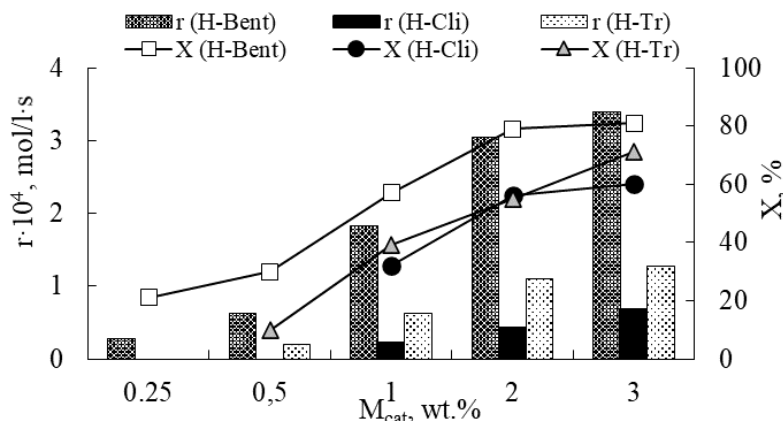 r (H-Bent) r (H-Cli) r (H-Tr)
X (H-Bent) X (H-Cli) X (H-Tr)
4 100
3 80
60
2
40
1
20
0 0
r·10⁴, mol/l·s
X, %
0.25 0,5 1 2 3
M_cat, wt.%